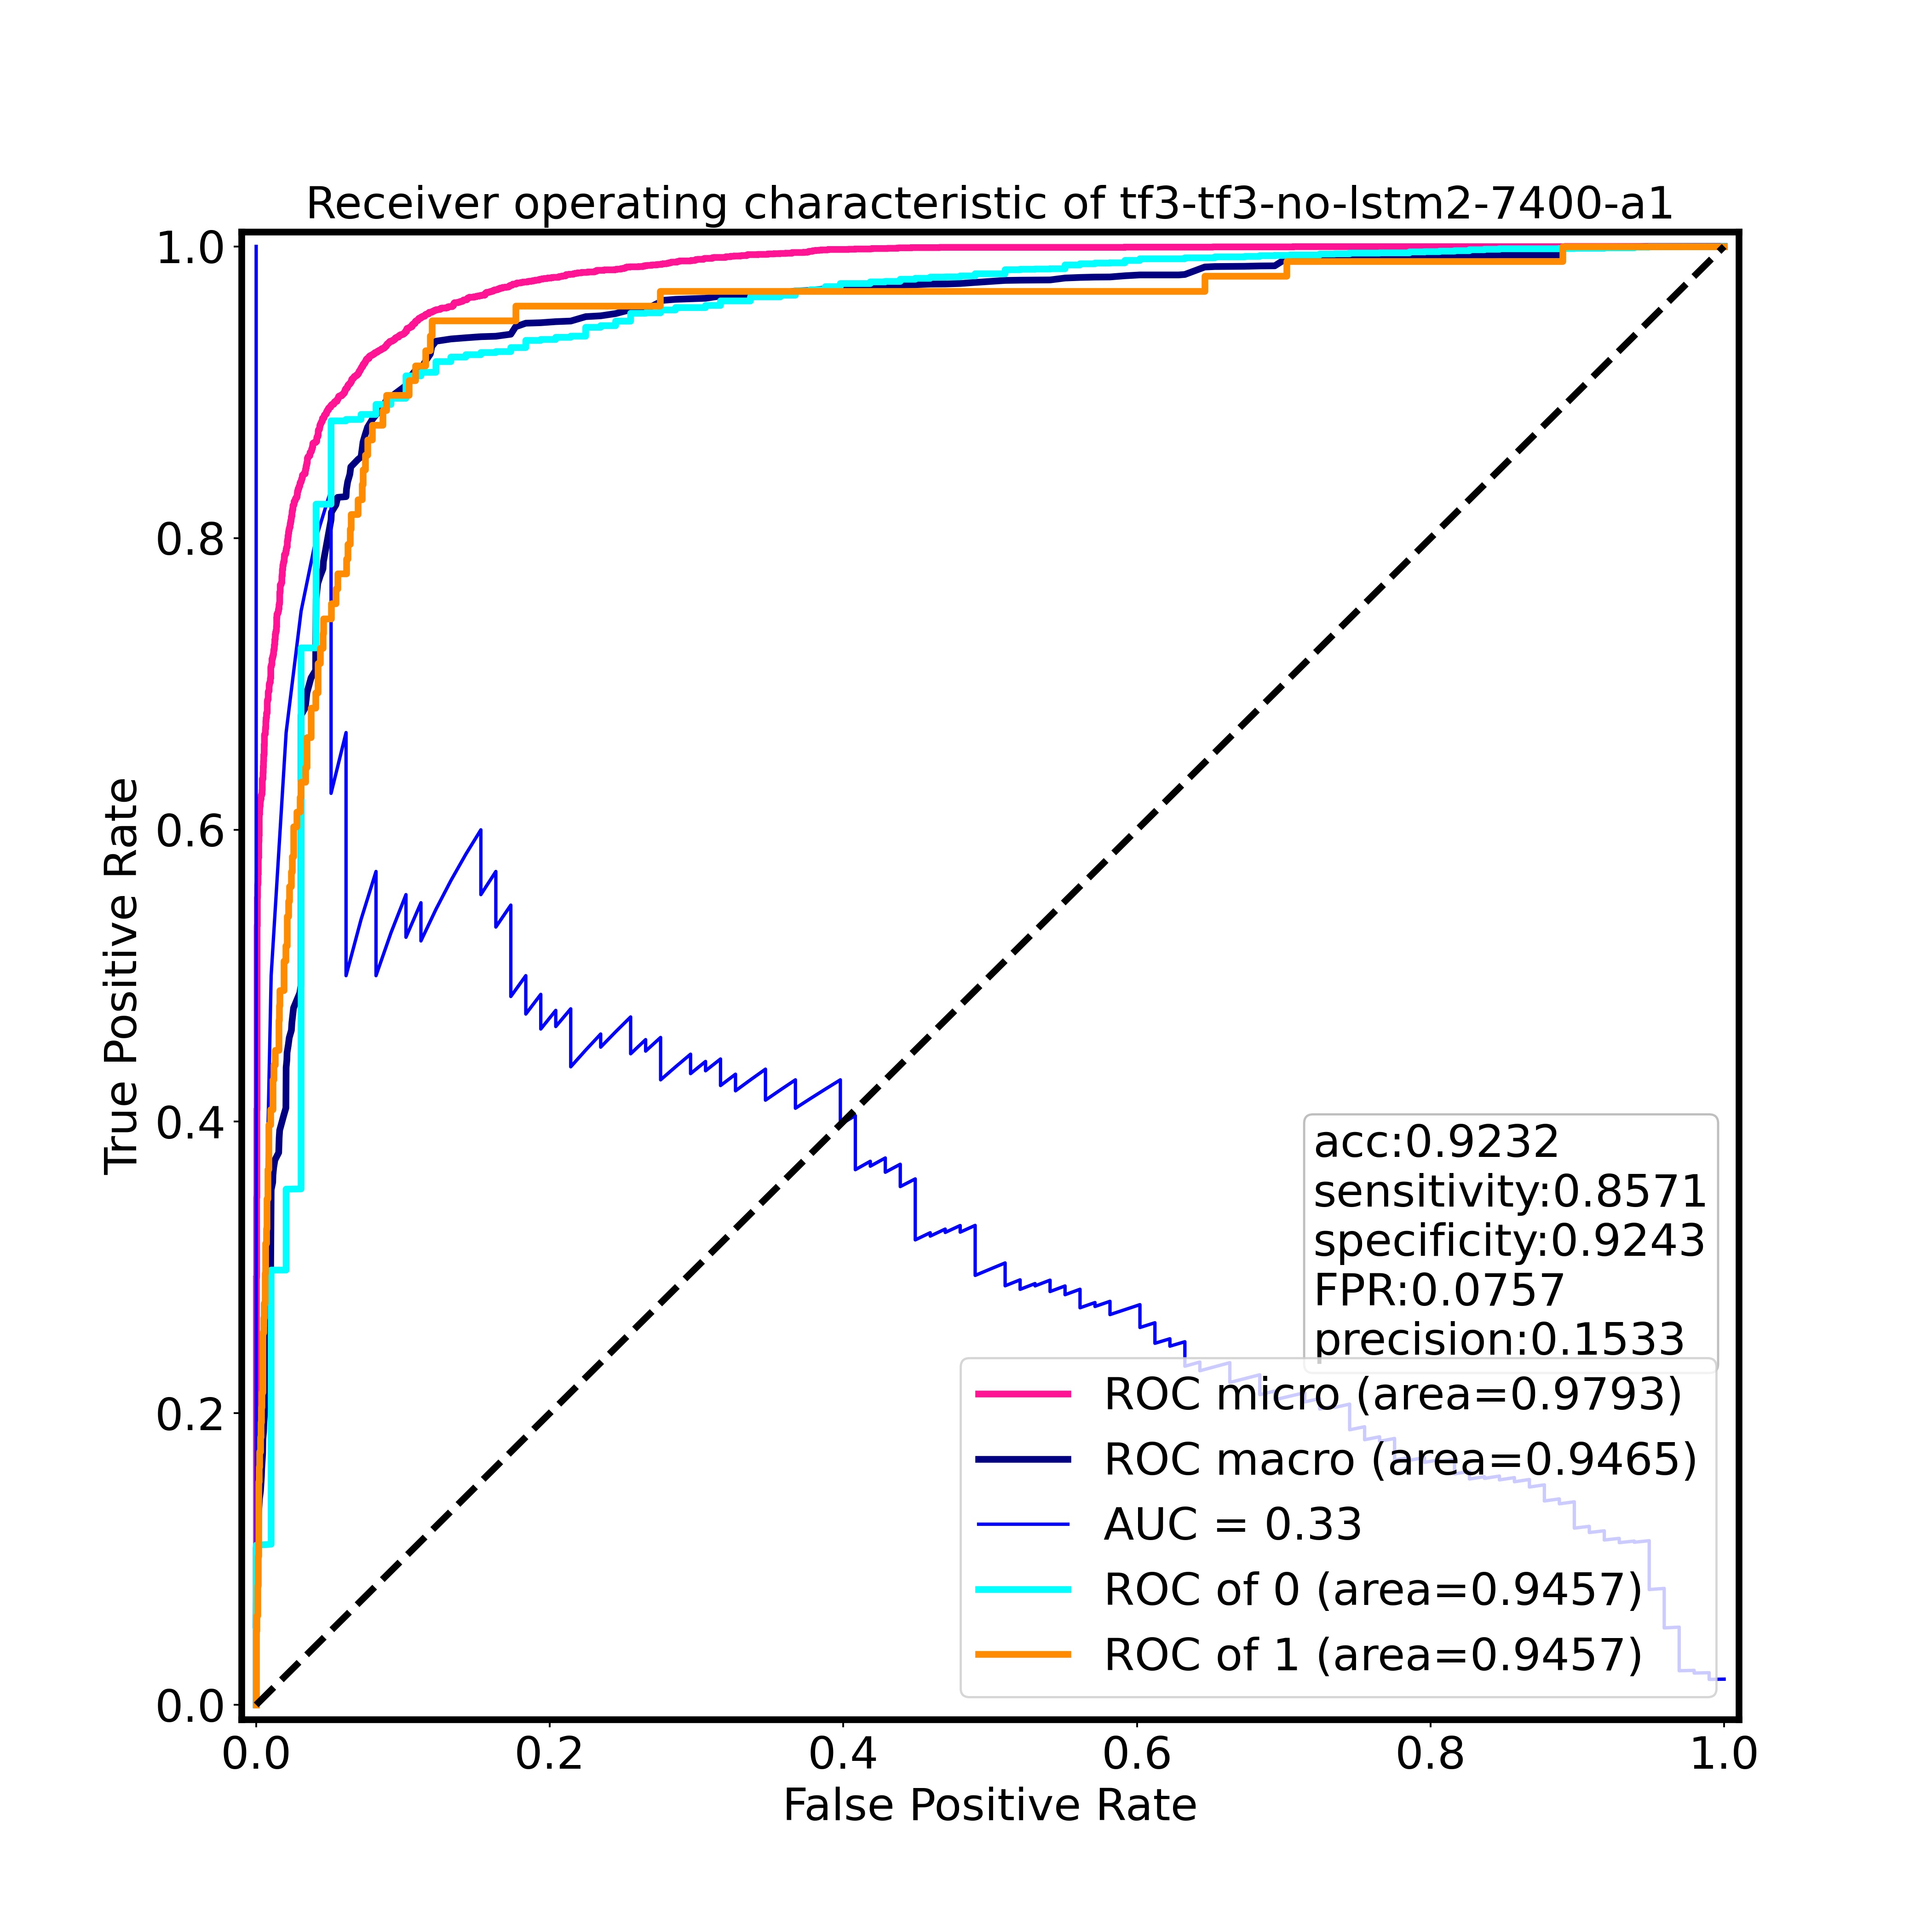 Receiver operating characteristic of tf3-tf3-no-lstm2-7400-a1
1.0
0.8
0.6
0.4
0.2
0.0
True Positive Rate
acc:0.9232
sensitivity:0.8571
specificity:0.9243
FPR:0.0757
precision:0.1533
ROC micro (area=0.9793)
ROC macro (area=0.9465)
AUC = 0.33
ROC of 0 (area=0.9457)
ROC of 1 (area=0.9457)
0.0 0.2 0.4 0.6 0.8 1.0
False Positive Rate